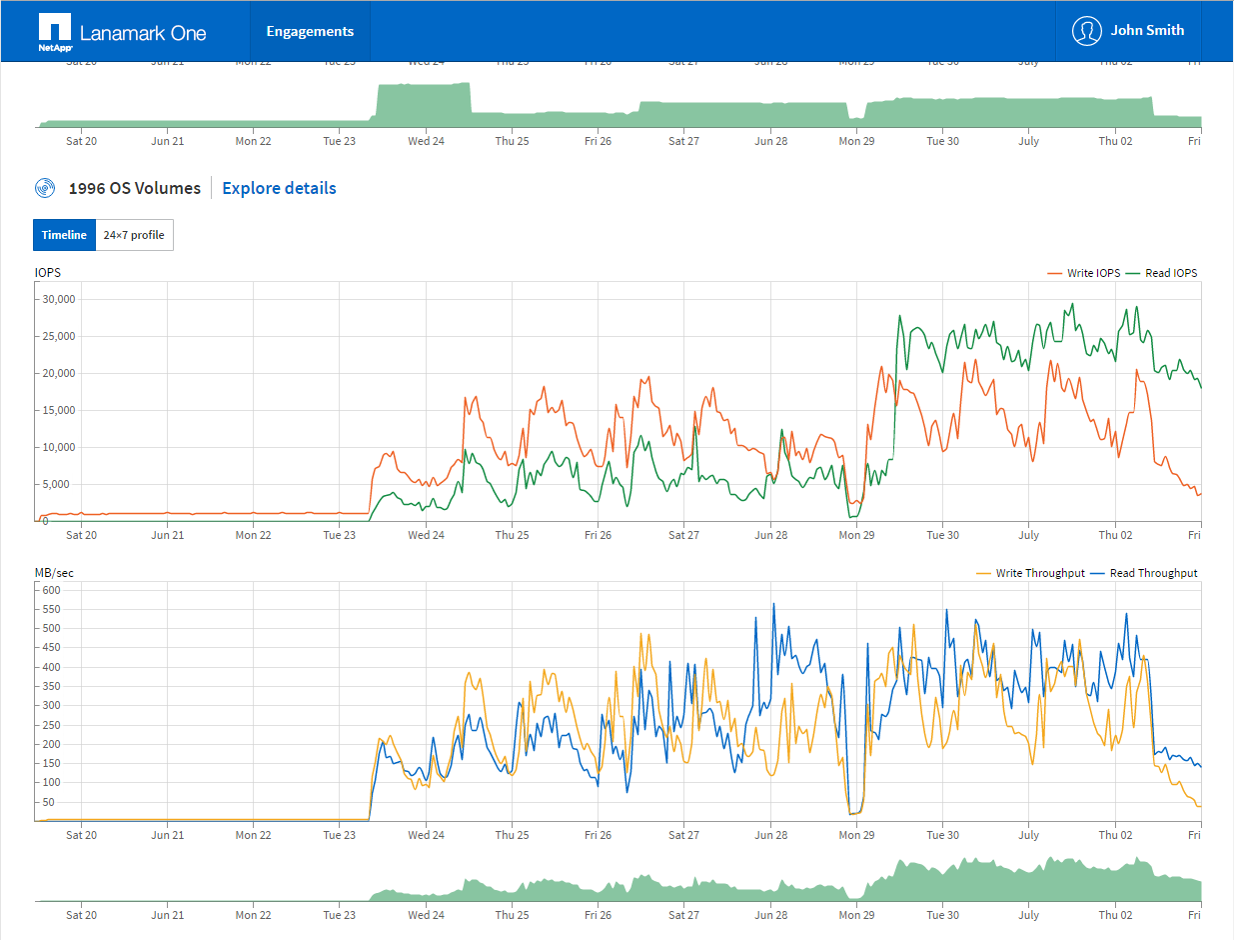 Lanamark One
NetApp
Engagements
John Smith
Sat 20 Jun 21 Mon 22 Tue 23 Wed 24 Thu 25 Fri 26 Sat 27 Jun 28 Mon 29 Tue 30 July Thu 02 Fri
Sat 20 Jun 21 Mon 22 Tue 23 Wed 24 Thu 25 Fri 26 Sat 27 Jun 28 Mon 29 Tue 30 July Thu 02 Fri
1996 OS Volumes Explore details
Timeline 24×7 profile
IOPS Write IOPS Read IOPS
30,000
25,000
20,000
15,000
10,000
5,000
0
Sat 20 Jun 21 Mon 22 Tue 23 Wed 24 Thu 25 Fri 26 Sat 27 Jun 28 Mon 29 Tue 30 July Thu 02 Fri
MB/sec Write Throughput Read Throughput
600
550
500
450
400
350
300
250
200
150
100
50
Sat 20 Jun 21 Mon 22 Tue 23 Wed 24 Thu 25 Fri 26 Sat 27 Jun 28 Mon 29 Tue 30 July Thu 02 Fri
Sat 20 Jun 21 Mon 22 Tue 23 Wed 24 Thu 25 Fri 26 Sat 27 Jun 28 Mon 29 Tue 30 July Thu 02 Fri